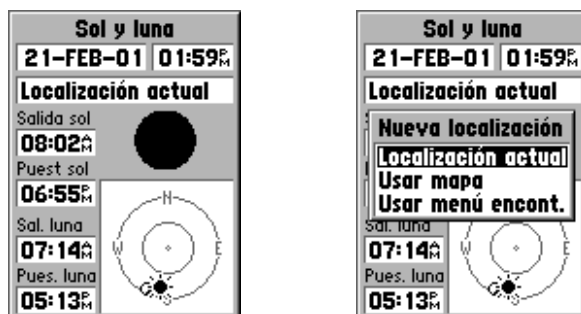 Sol y luna
21-FEB-01 01:59PM
Localización actual
Salida sol
08:02AM
Puest sol
06:55PM
Sal. luna
07:14AM
Pues. luna
05:13PM
N
W
E
S
Sol y luna
21-FEB-01 01:59PM
Localización actual
Nueva localización
Localización actual
Usar mapa
Usar menú encont.
Sal. luna
07:14AM
Pues. luna
05:13PM
W
E
S